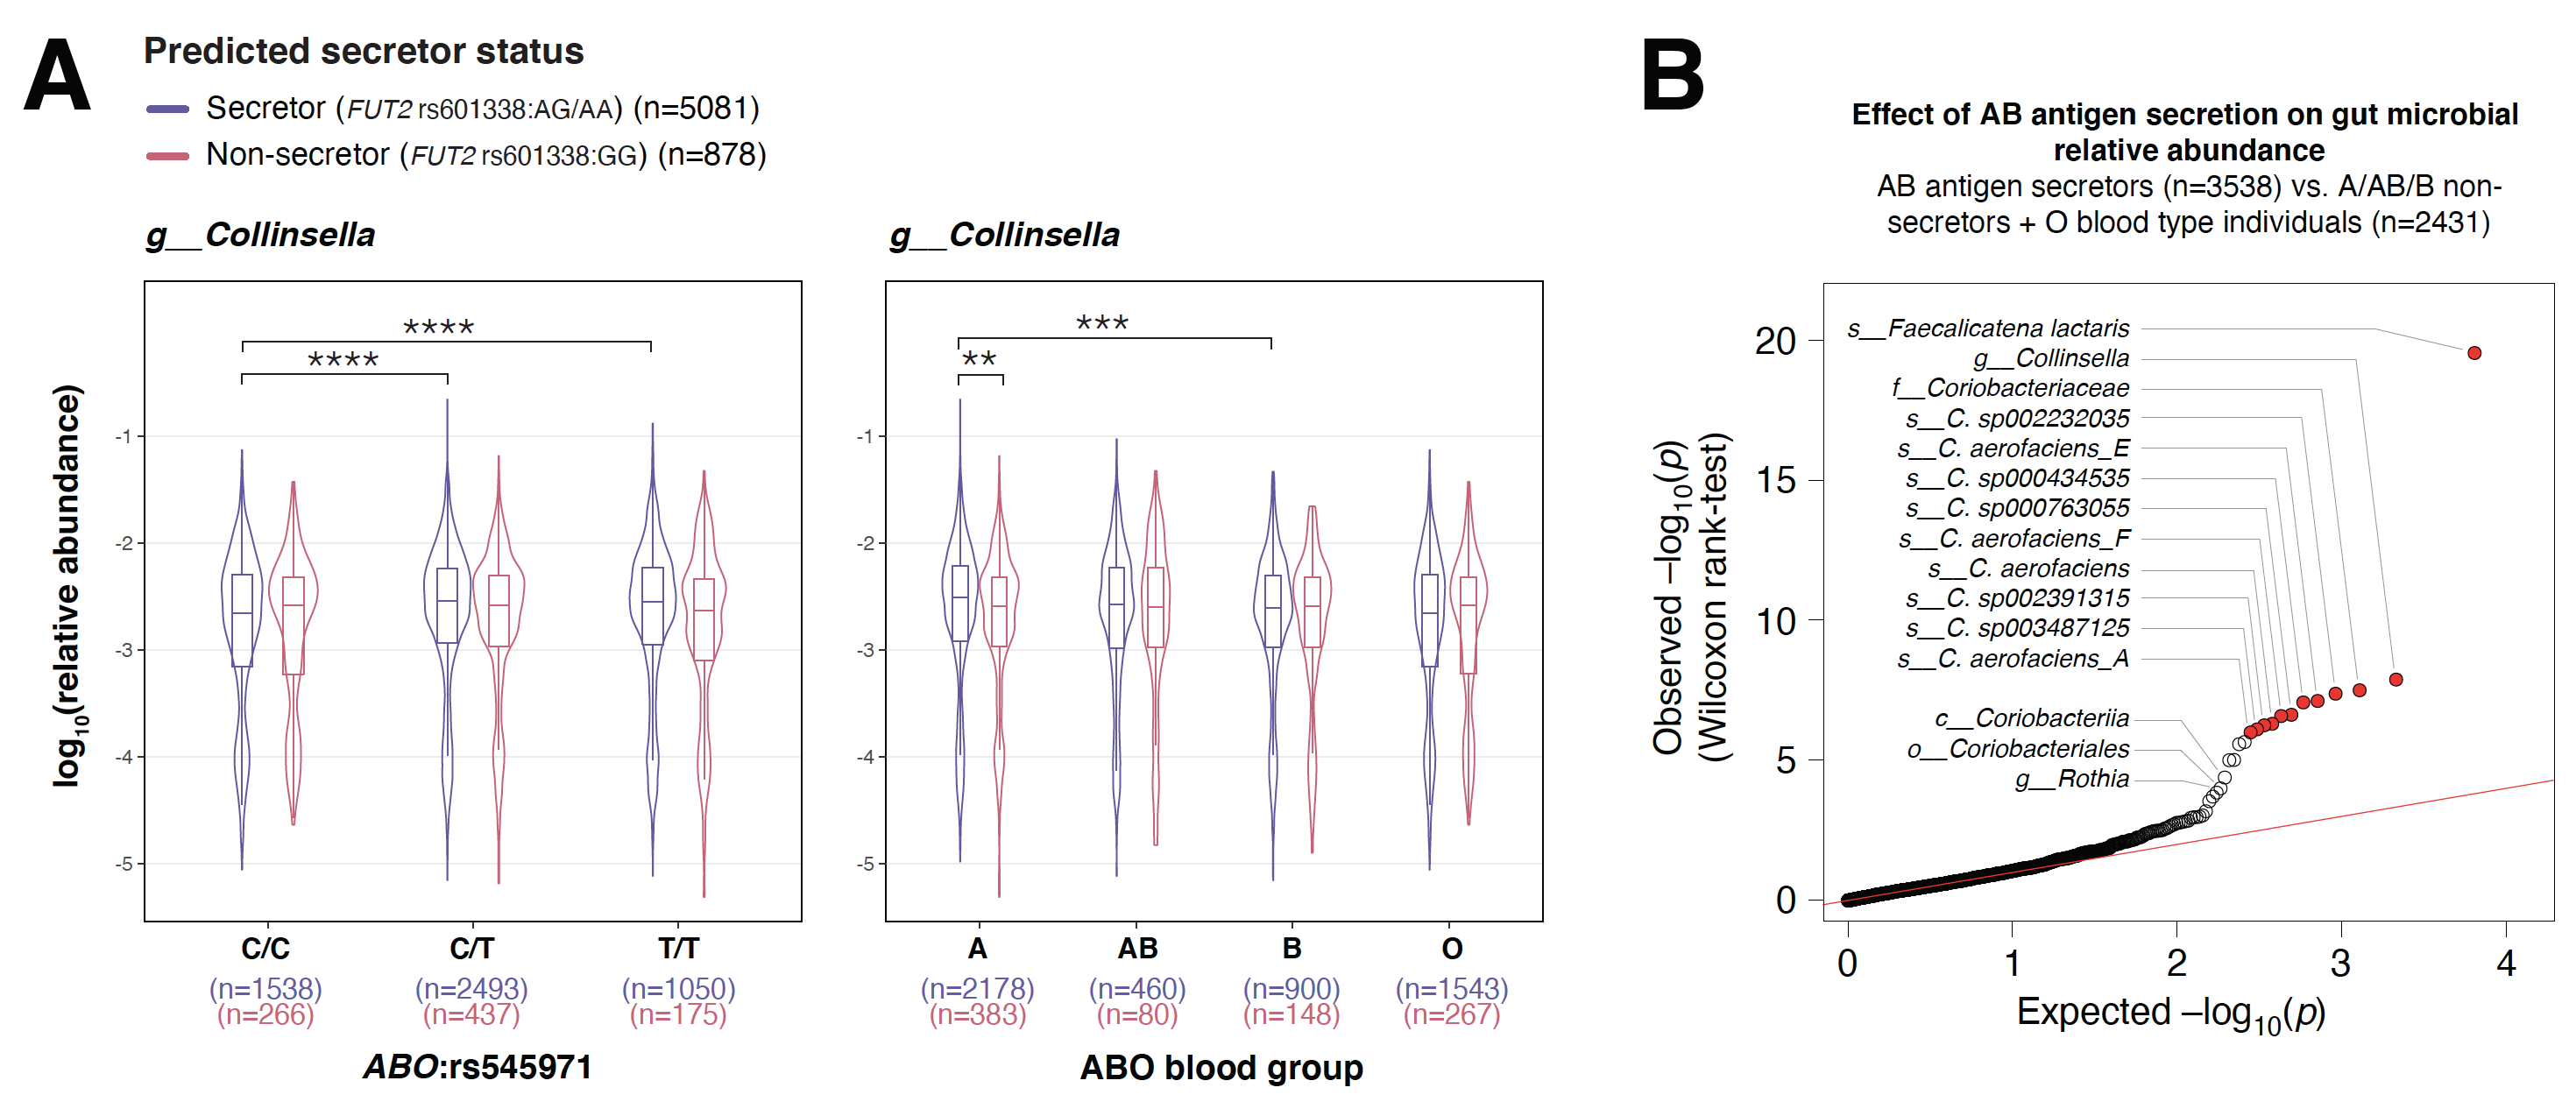 A
Predicted secretor status
Secretor (FUT2 rs601338:AG/AA) (n=5081)
Non-secretor (FUT2 rs601338:GG) (n=878)
g__Collinsella
log10(relative abundance)
-1
-2
-3
-4
-5
****
****
C/C
C/T
T/T
(n=1538)
(n=2493)
(n=1050)
(n=266)
(n=437)
(n=175)
ABO:rs545971
g__Collinsella
-1
-2
-3
-4
-5
***
**
A
AB
B
O
(n=2178)
(n=460)
(n=900)
(n=1543)
(n=383)
(n=80)
(n=148)
(n=267)
ABO blood group
B
Effect of AB antigen secretion on gut microbial
relative abundance
AB antigen secretors (n=3538) vs. A/AB/B non-
secretors + O blood type individuals (n=2431)
Observed –log10(p)
(Wilcoxon rank-test)
20
15
10
5
0
s__Faecalicatena lactaris
g__Collinsella
f__Coriobacteriaceae
s__C. sp002232035
s__C. aerofaciens_E
s__C. sp000434535
s__C. sp000763055
s__C. aerofaciens_F
s__C. aerofaciens
s__C. sp002391315
s__C. sp003487125
s__C. aerofaciens_A
c__Coriobacteriia
o__Coriobacteriales
g__Rothia
0
1
2
3
4
Expected –log10(p)